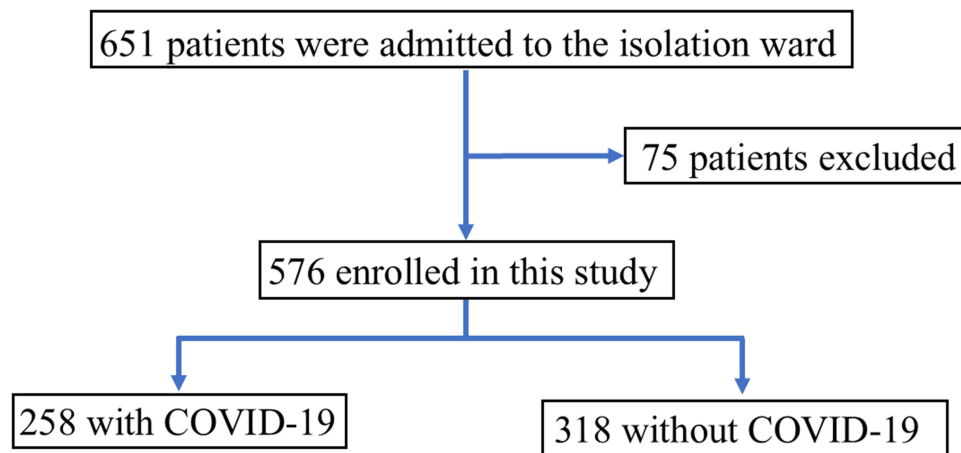 651 patients were admitted to the isolation ward
75 patients excluded
576 enrolled in this study
258 with COVID-19
318 without COVID-19